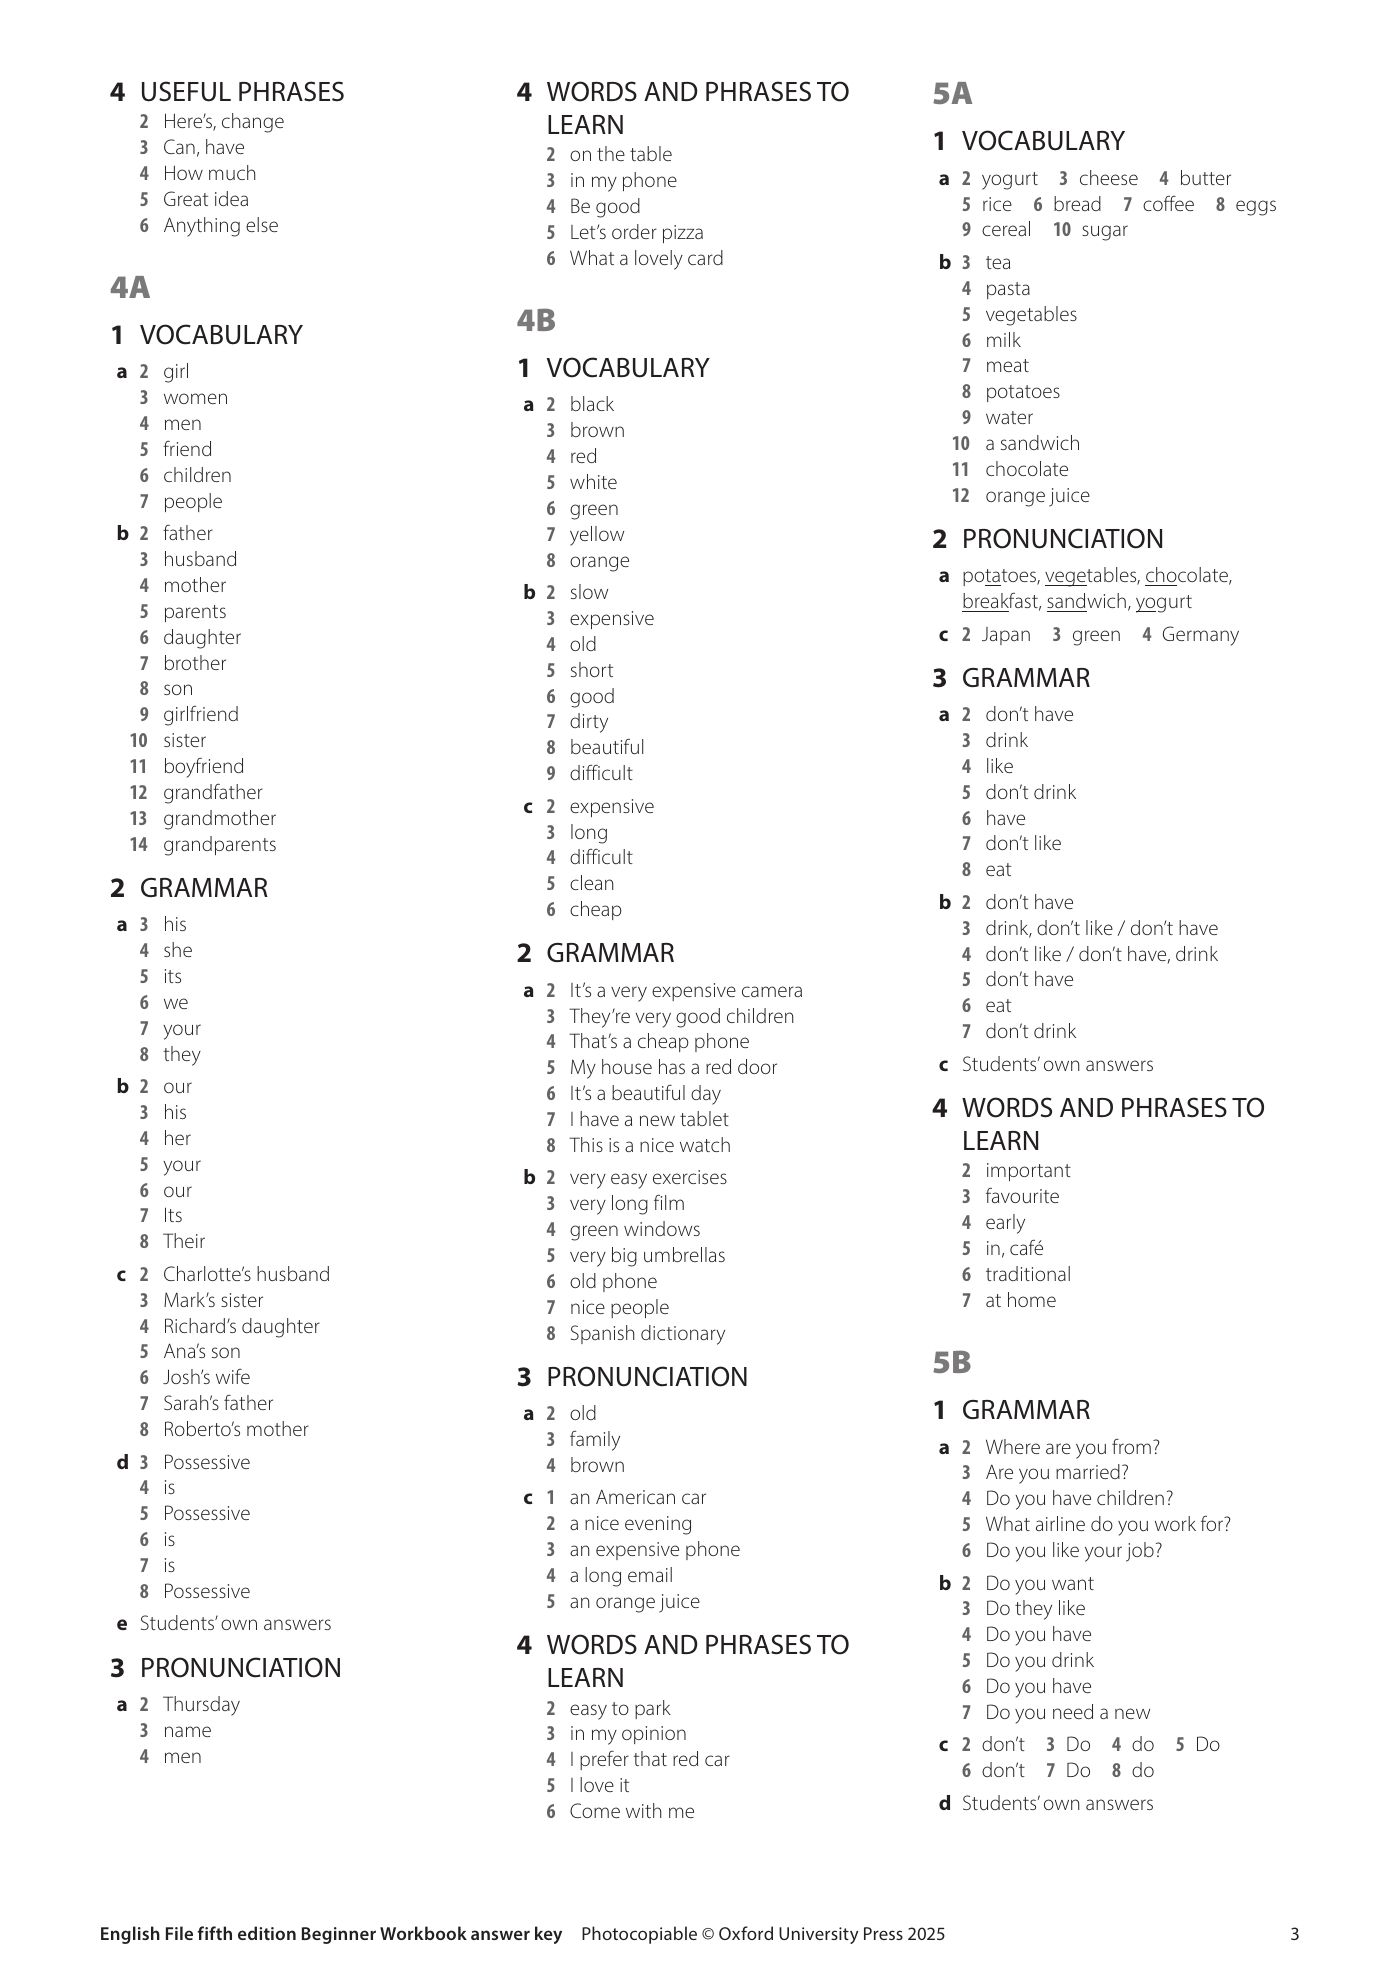 4 USEFUL PHRASES
2 Here’s, change
3 Can, have
4 How much
5 Great idea
6 Anything else
4A
1 VOCABULARY
a 2 girl
3 women
4 men
5 friend
6 children
7 people
b 2 father
3 husband
4 mother
5 parents
6 daughter
7 brother
8 son
9 girlfriend
10 sister
11 boyfriend
12 grandfather
13 grandmother
14 grandparents
2 GRAMMAR
a 3 his
4 she
5 its
6 we
7 your
8 they
b 2 our
3 his
4 her
5 your
6 our
7 Its
8 Their
c 2 Charlotte’s husband
3 Mark’s sister
4 Richard’s daughter
5 Ana’s son
6 Josh’s wife
7 Sarah’s father
8 Roberto’s mother
d 3 Possessive
4 is
5 Possessive
6 is
7 is
8 Possessive
e Students’ own answers
3 PRONUNCIATION
a 2 Thursday
3 name
4 men
4 WORDS AND PHRASES TO
LEARN
2 on the table
3 in my phone
4 Be good
5 Let’s order pizza
6 What a lovely card
4B
1 VOCABULARY
a 2 black
3 brown
4 red
5 white
6 green
7 yellow
8 orange
b 2 slow
3 expensive
4 old
5 short
6 good
7 dirty
8 beautiful
9 difficult
c 2 expensive
3 long
4 difficult
5 clean
6 cheap
2 GRAMMAR
a 2 It’s a very expensive camera
3 They’re very good children
4 That’s a cheap phone
5 My house has a red door
6 It’s a beautiful day
7 I have a new tablet
8 This is a nice watch
b 2 very easy exercises
3 very long film
4 green windows
5 very big umbrellas
6 old phone
7 nice people
8 Spanish dictionary
3 PRONUNCIATION
a 2 old
3 family
4 brown
c 1 an American car
2 a nice evening
3 an expensive phone
4 a long email
5 an orange juice
4 WORDS AND PHRASES TO
LEARN
2 easy to park
3 in my opinion
4 I prefer that red car
5 I love it
6 Come with me
5A
1 VOCABULARY
a 2 yogurt 3 cheese 4 butter
5 rice 6 bread 7 coffee 8 eggs
9 cereal 10 sugar
b 3 tea
4 pasta
5 vegetables
6 milk
7 meat
8 potatoes
9 water
10 a sandwich
11 chocolate
12 orange juice
2 PRONUNCIATION
a potatoes, vegetables, chocolate,
breakfast, sandwich, yogurt
c 2 Japan 3 green 4 Germany
3 GRAMMAR
a 2 don’t have
3 drink
4 like
5 don’t drink
6 have
7 don’t like
8 eat
b 2 don’t have
3 drink, don’t like / don’t have
4 don’t like / don’t have, drink
5 don’t have
6 eat
7 don’t drink
c Students’ own answers
4 WORDS AND PHRASES TO
LEARN
2 important
3 favourite
4 early
5 in, café
6 traditional
7 at home
5B
1 GRAMMAR
a 2 Where are you from?
3 Are you married?
4 Do you have children?
5 What airline do you work for?
6 Do you like your job?
b 2 Do you want
3 Do they like
4 Do you have
5 Do you drink
6 Do you have
7 Do you need a new
c 2 don’t 3 Do 4 do 5 Do
6 don’t 7 Do 8 do
d Students’ own answers
English File fifth edition Beginner Workbook answer key Photocopiable © Oxford University Press 2025 3